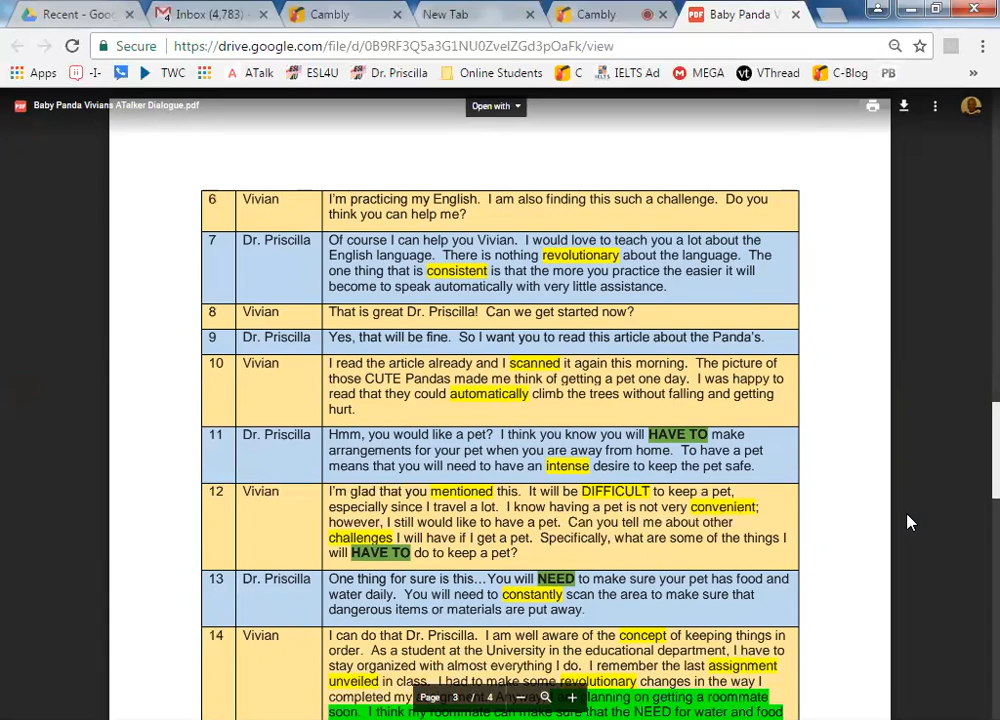 Recent - Goo
Inbox (4,783)
Cambly
New Tab
Cambly
Baby Panda V
Secure
https://drive.google.com/file/d/0B9RF3Q5a3G1NU0ZvelZGd3pOaFk/view
Apps
-I-
TWC
ATalk
ESL4U
Dr. Priscilla
Online Students
C
IELTS Ad
MEGA
VThread
C-Blog
PB
Baby Panda Vivians ATalker Dialogue.pdf
Open with
6 Vivian I'm practicing my English. I am also finding this such a challenge. Do you
think you can help me?
7 Dr. Priscilla Of course I can help you Vivian. I would love to teach you a lot about the
English language. There is nothing revolutionary about the language. The
one thing that is consistent is that the more you practice the easier it will
become to speak automatically with very little assistance.
8 Vivian That is great Dr. Priscilla! Can we get started now?
9 Dr. Priscilla Yes, that will be fine. So I want you to read this article about the Panda's.
10 Vivian I read the article already and I scanned it again this morning. The picture of
those CUTE Pandas made me think of getting a pet one day. I was happy to
read that they could automatically climb the trees without falling and getting
hurt.
11 Dr. Priscilla Hmm, you would like a pet? I think you know you will HAVE TO make
arrangements for your pet when you are away from home. To have a pet
means that you will need to have an intense desire to keep the pet safe.
12 Vivian I'm glad that you mentioned this. It will be DIFFICULT to keep a pet,
especially since I travel a lot. I know having a pet is not very convenient;
however, I still would like to have a pet. Can you tell me about other
challenges I will have if I get a pet. Specifically, what are some of the things I
will HAVE TO do to keep a pet?
13 Dr. Priscilla One thing for sure is this...You will NEED to make sure your pet has food and
water daily. You will need to constantly scan the area to make sure that
dangerous items or materials are put away.
14 Vivian I can do that Dr. Priscilla. I am well aware of the concept of keeping things in
order. As a student at the University in the educational department, I have to
stay organized with almost everything I do. I remember the last assignment
unveiled in class. I had to make some revolutionary changes in the way I
completed my planning on getting a roommate
soon. I think my roommate can make sure that the NEED for water and food
Page 3 / 4